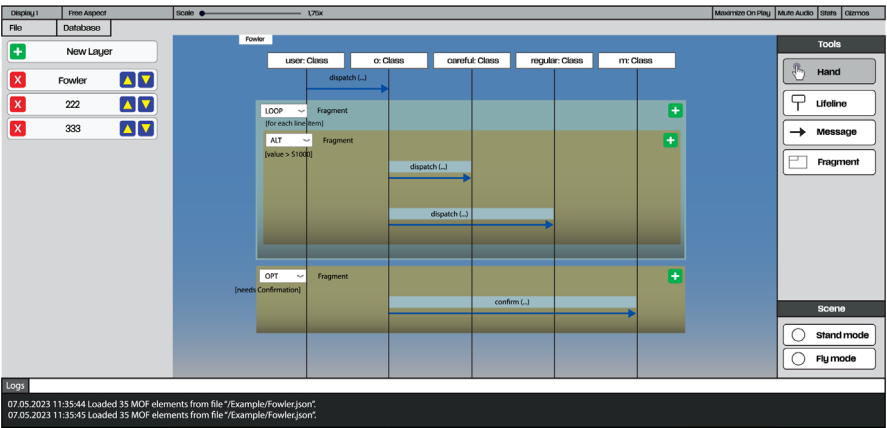 Display 1 Free Aspect Scale 1,75x Maximize On Play Mute Audio Stats Gizmos
File Database
New Layer
X Fowler
X 222
X 333
Fowler
user: Class o: Class careful: Class regular: Class m: Class
dispatch (...)
LOOP Fragment
[for each line item]
ALT Fragment
[value > S1000]
dispatch (...)
dispatch (...)
OPT Fragment
[needs Confirmation]
confirm (...)
Tools
Hand
Lifeline
Message
Fragment
Scene
Stand mode
Fly mode
Logs
07.05.2023 11:35:44 Loaded 35 MOF elements from file “/Example/Fowler.json”.
07.05.2023 11:35:45 Loaded 35 MOF elements from file “/Example/Fowler.json”.